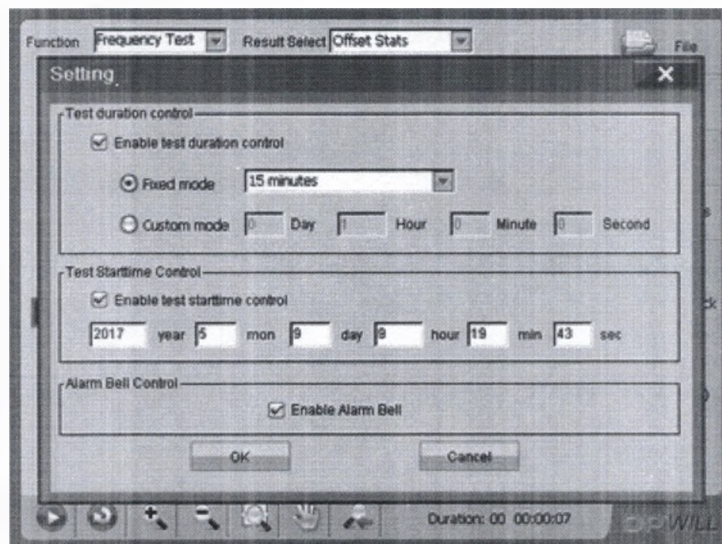 Function Frequency Test Result Select Offset Stats File
Setting
Test duration control
Enable test duration control
Fixed mode 15 minutes
Custom mode 0 Day 1 Hour 0 Minute 0 Second
Test Starttime Control
Enable test starttime control
2017 year 5 mon 9 day 9 hour 19 min 43 sec
Alarm Bell Control
Enable Alarm Bell
OK Cancel
Duration: 00 00:00:07 OPWILL